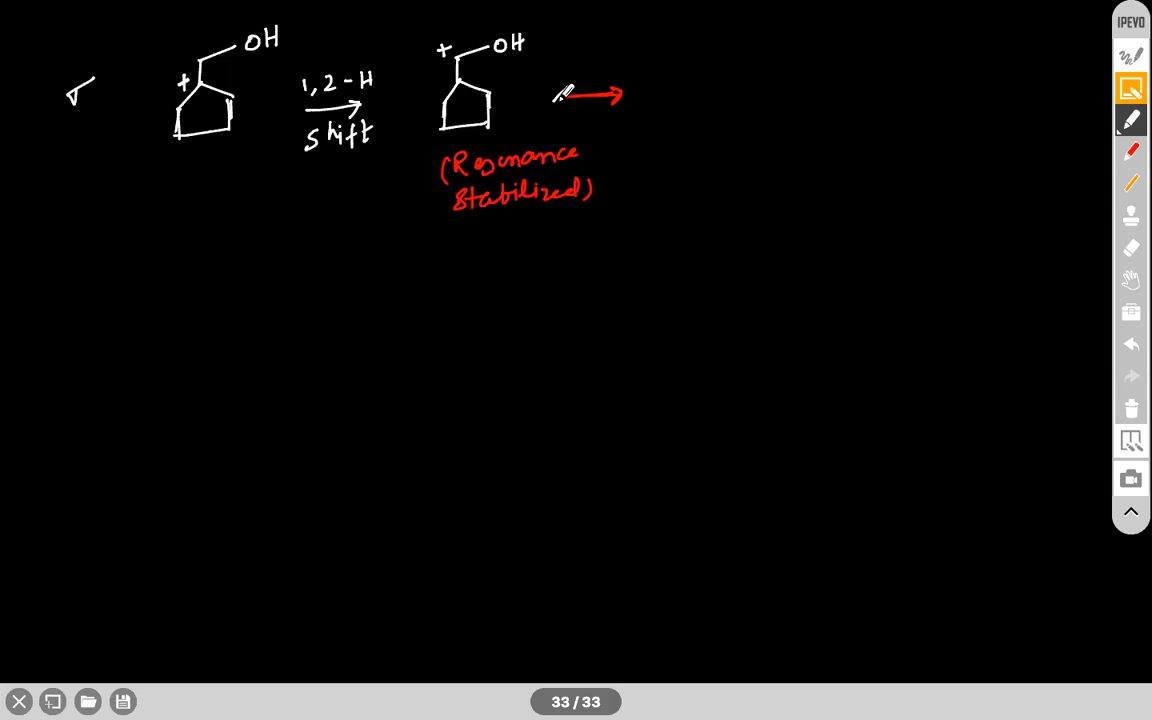 IPEVO
OH
+
1, 2 - H
shift
+
OH
(Resonance
stabilized)
33 / 33